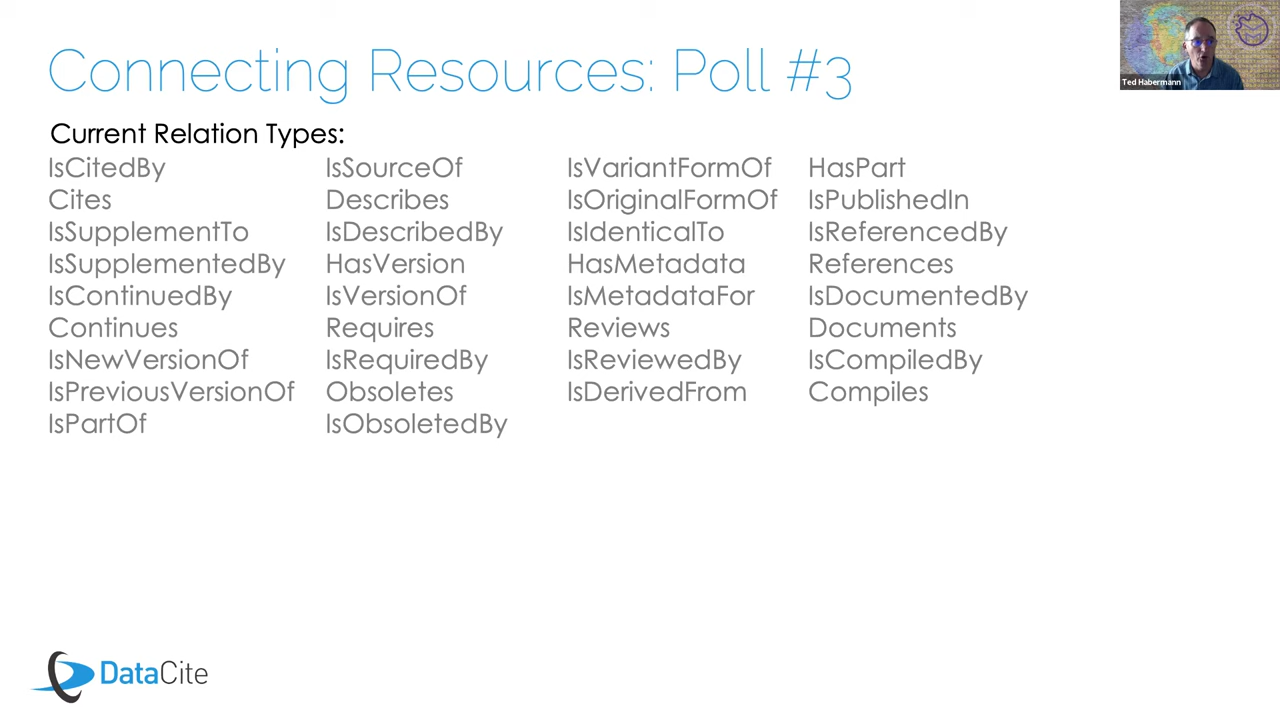 Connecting Resources: Poll #3
Ted Habermann
Current Relation Types:
IsCitedBy IsSourceOf IsVariantFormOf HasPart
Cites Describes IsOriginalFormOf IsPublishedIn
IsSupplementTo IsDescribedBy IsIdenticalTo IsReferencedBy
IsSupplementedBy HasVersion HasMetadata References
IsContinuedBy IsVersionOf IsMetadataFor IsDocumentedBy
Continues Requires Reviews Documents
IsNewVersionOf IsRequiredBy IsReviewedBy IsCompiledBy
IsPreviousVersionOf Obsoletes IsDerivedFrom Compiles
IsPartOf IsObsoletedBy
DataCite